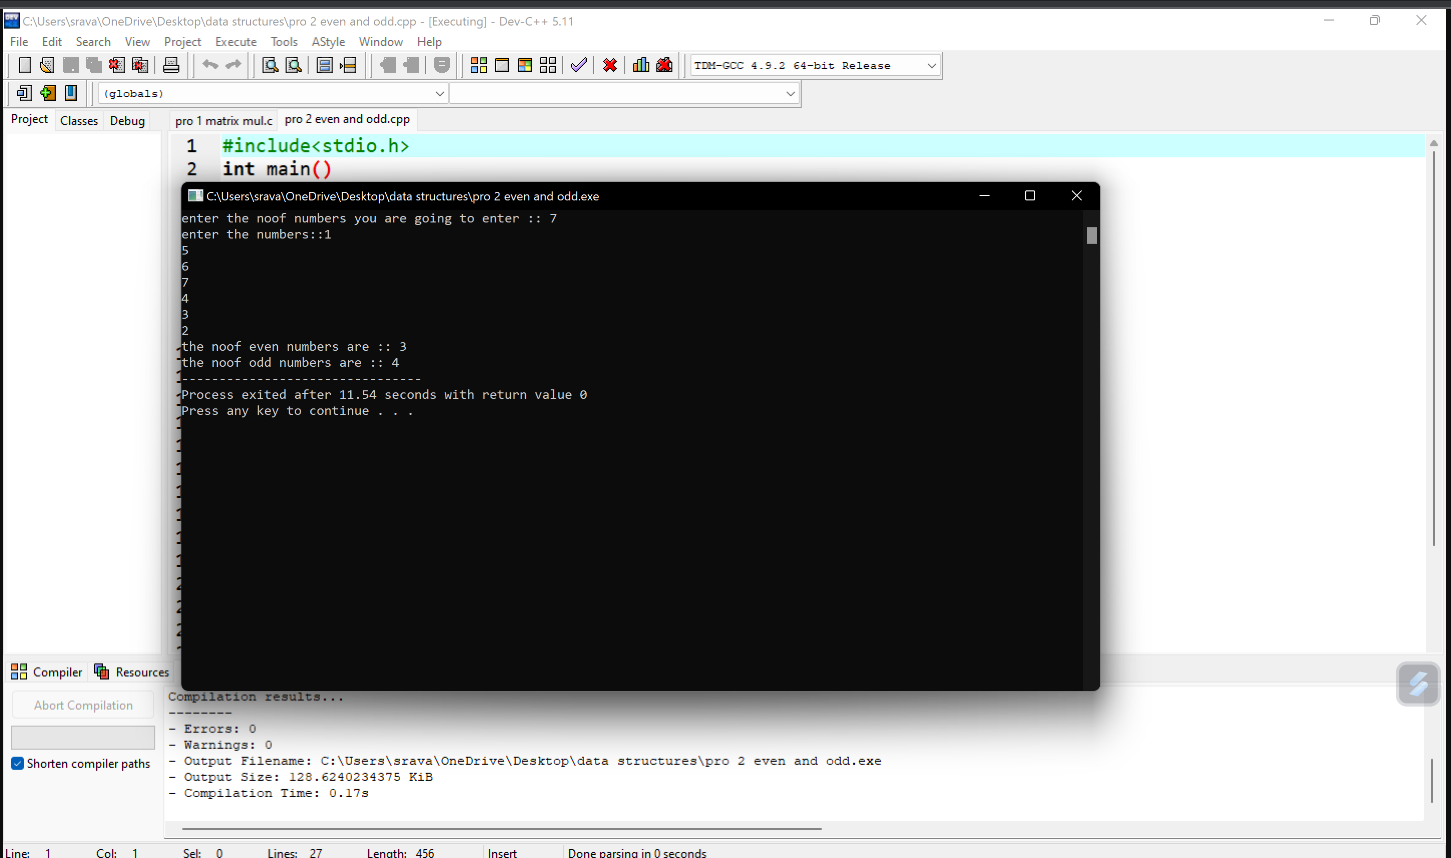 C:\Users\srava\OneDrive\Desktop\data structures\pro 2 even and odd.cpp - [Executing] - Dev-C++ 5.11
File Edit Search View Project Execute Tools AStyle Window Help
TDM-GCC 4.9.2 64-bit Release
(globals)
Project Classes Debug pro 1 matrix mul.c pro 2 even and odd.cpp
1 #include<stdio.h>
2 int main()
C:\Users\srava\OneDrive\Desktop\data structures\pro 2 even and odd.exe
enter the noof numbers you are going to enter :: 7
enter the numbers::1
5
6
7
4
3
2
the noof even numbers are :: 3
the noof odd numbers are :: 4
--------------------------------
Process exited after 11.54 seconds with return value 0
Press any key to continue . . .
Compiler Resources
Abort Compilation
Shorten compiler paths
Compilation results...
--------
- Errors: 0
- Warnings: 0
- Output Filename: C:\Users\srava\OneDrive\Desktop\data structures\pro 2 even and odd.exe
- Output Size: 128.6240234375 KiB
- Compilation Time: 0.17s
Line: 1 Col: 1 Sel: 0 Lines: 27 Length: 456 Insert Done parsing in 0 seconds